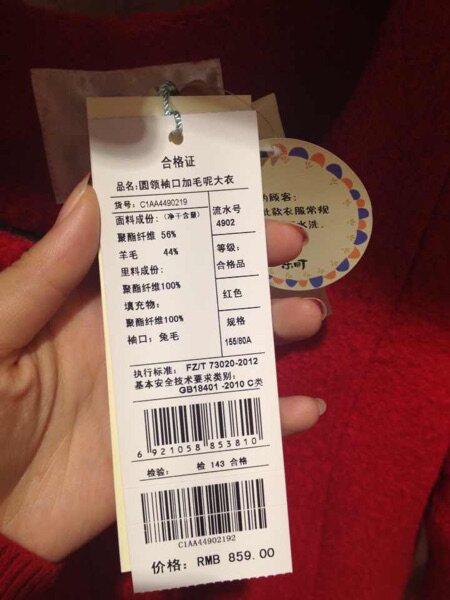 合格证
品名:圆领袖口加毛呢大衣
货号: C1AA4490219
面料成份:(净干含量)
聚酯纤维 56%
羊毛 44%
里料成份:
聚酯纤维100%
填充物:
聚酯纤维100%
袖口: 兔毛
流水号
4902
等级:
合格品
红色
规格
155/80A
执行标准: FZ/T 73020-2012
基本安全技术要求类别:
GB18401 -2010 C类
6 921058 853810
检验: 检 143 合格
C1AA44902192
价格: RMB 859.00
顾客:
款衣服常规
水洗.
乐町